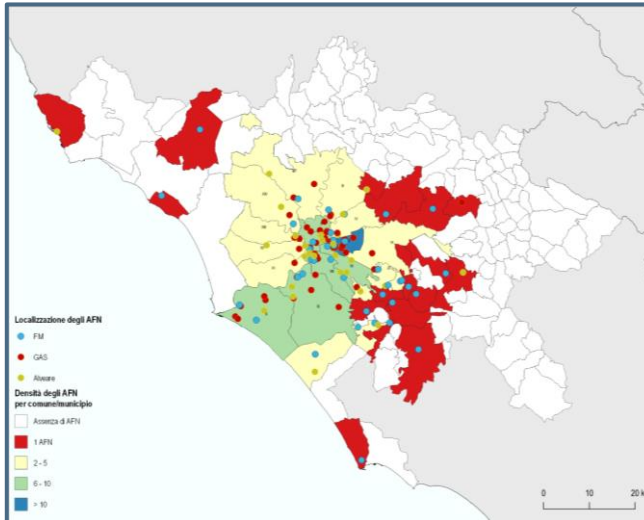 Localizzazione degli AFN
FM
GAS
Alveare
Densità degli AFN
per comune/municipio
Assenza di AFN
1 AFN
2 - 5
6 - 10
> 10
0 10 20 k